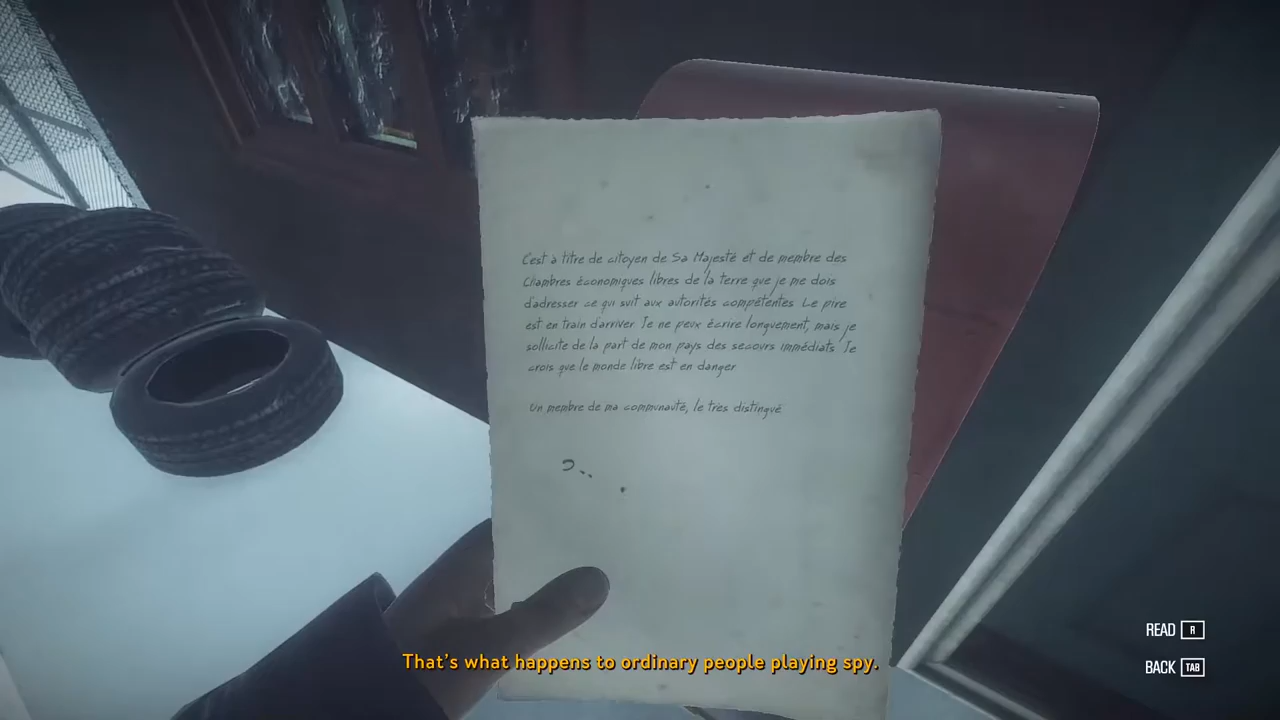 C'est à titre de citoyen de Sa Majesté et de membre des
Chambres économiques libres de la terre que je me dois
d'adresser ce qui suit aux autorités compétentes. Le pire
est en train d'arriver. Je ne peux écrire longuement, mais je
sollicite de la part de mon pays des secours immédiats! Je
crois que le monde libre est en danger
Un membre de ma communauté, le très distingué
That's what happens to ordinary people playing spy.
READ R
BACK TAB